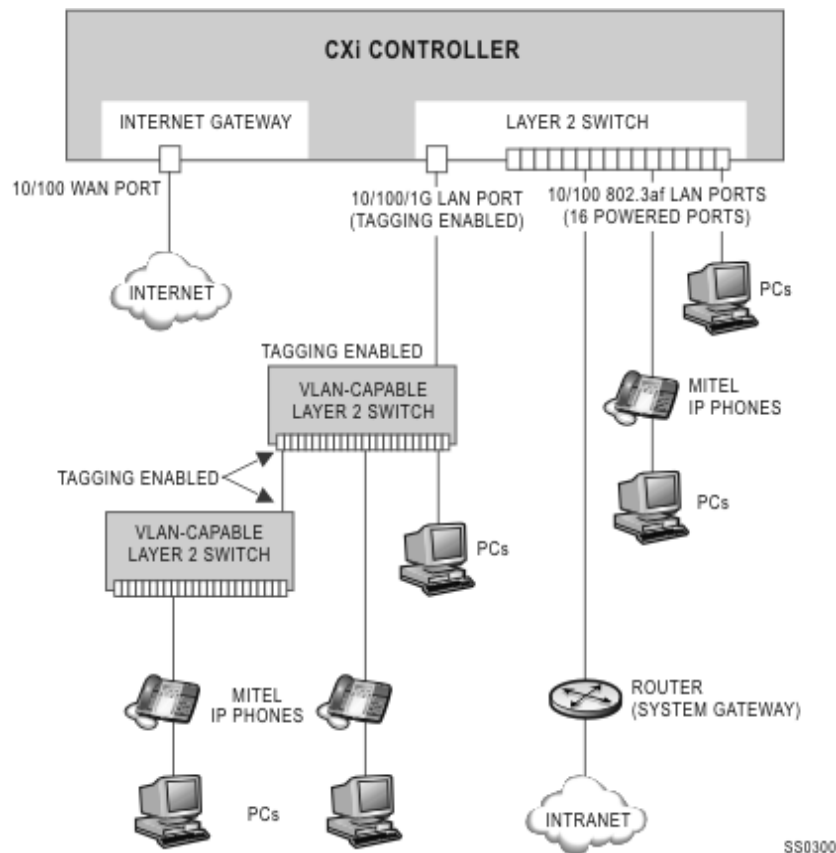 CXi CONTROLLER
INTERNET GATEWAY
LAYER 2 SWITCH
10/100 WAN PORT
10/100/1G LAN PORT
(TAGGING ENABLED)
10/100 802.3af LAN PORTS
(16 POWERED PORTS)
INTERNET
PCs
TAGGING ENABLED
VLAN-CAPABLE
LAYER 2 SWITCH
MITEL
IP PHONES
TAGGING ENABLED
PCs
VLAN-CAPABLE
LAYER 2 SWITCH
PCs
MITEL
IP PHONES
ROUTER
(SYSTEM GATEWAY)
PCs
INTRANET
SS0300